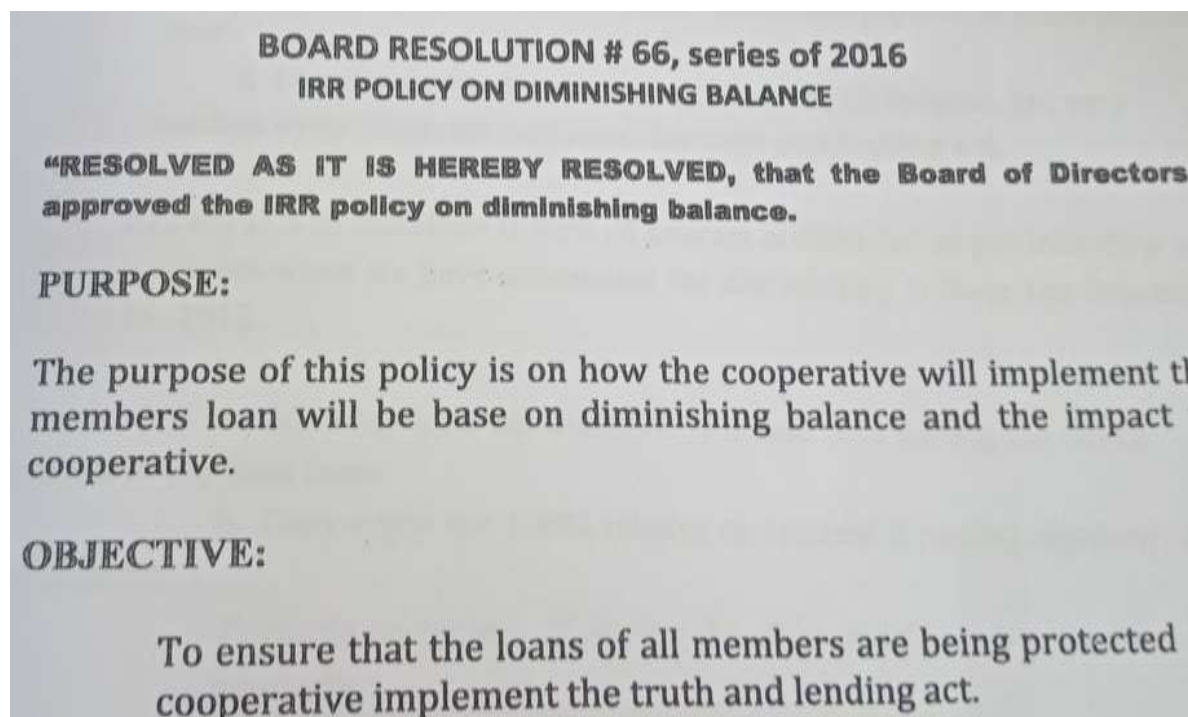 BOARD RESOLUTION # 66, series of 2016
IRR POLICY ON DIMINISHING BALANCE
“RESOLVED AS IT IS HEREBY RESOLVED, that the Board of Directors
approved the IRR policy on diminishing balance.
PURPOSE:
The purpose of this policy is on how the cooperative will implement
members loan will be base on diminishing balance and the impact
cooperative.
OBJECTIVE:
To ensure that the loans of all members are being protected
cooperative implement the truth and lending act.